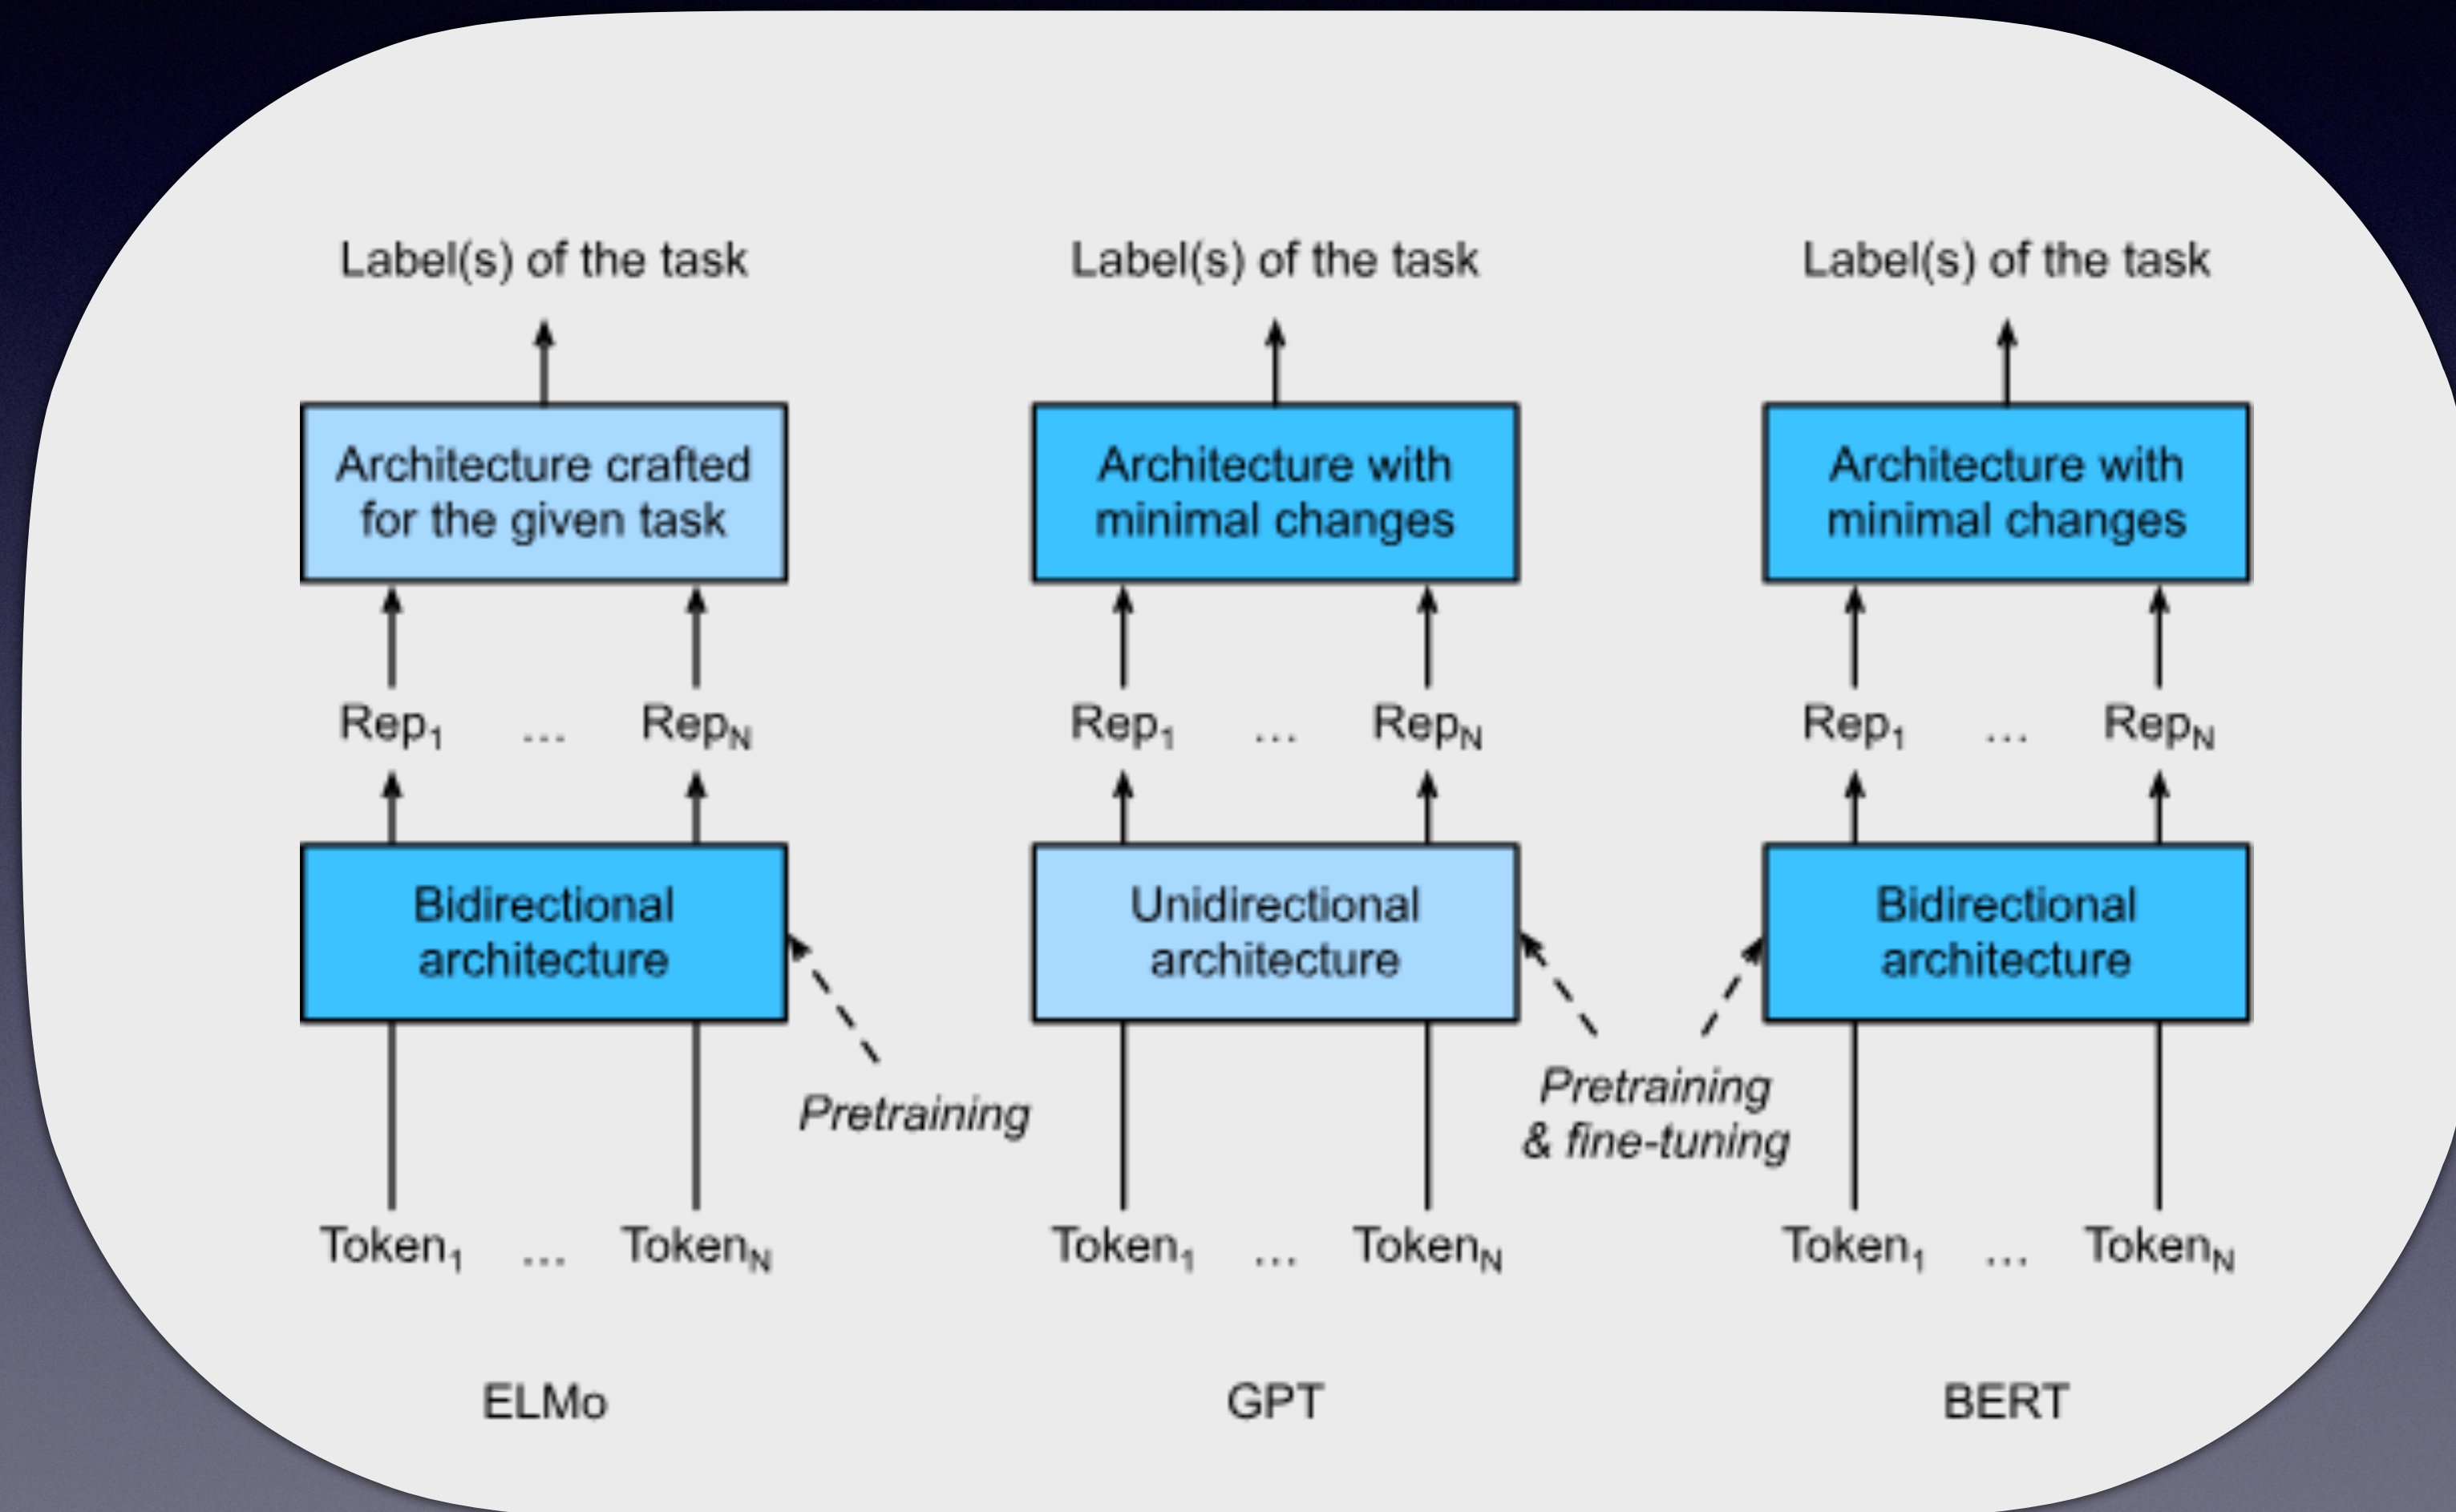 Label(s) of the task
Label(s) of the task
Label(s) of the task
Architecture crafted
for the given task
Architecture with
minimal changes
Architecture with
minimal changes
Rep₁ … Repₙ
Rep₁ … Repₙ
Rep₁ … Repₙ
Bidirectional
architecture
Unidirectional
architecture
Bidirectional
architecture
Pretraining
Pretraining
& fine-tuning
Token₁ … Tokenₙ
Token₁ … Tokenₙ
Token₁ … Tokenₙ
ELMo
GPT
BERT